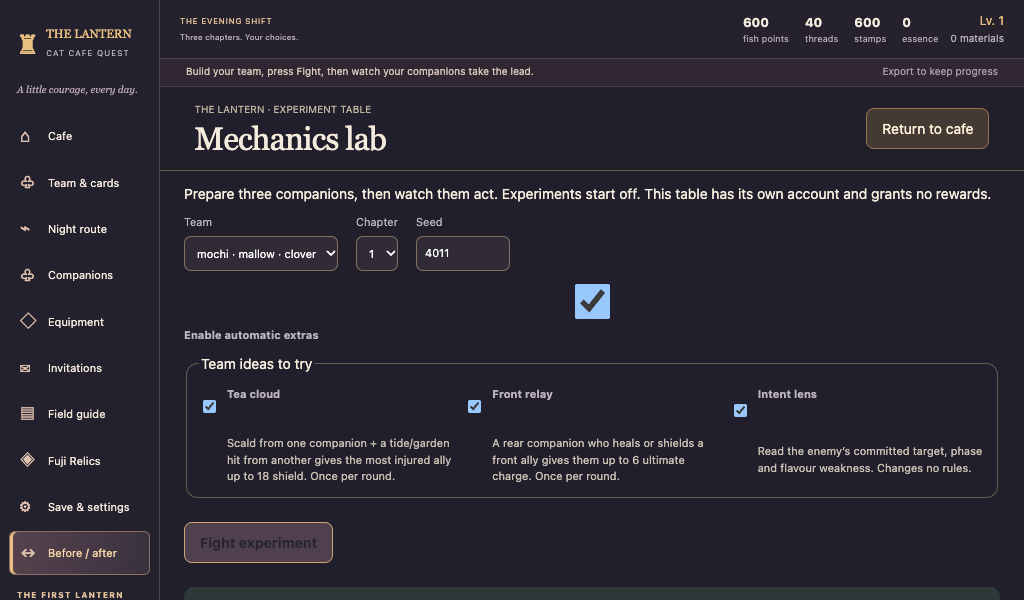 THE LANTERN
CAT CAFE QUEST
A little courage, every day.
Cafe
Team & cards
Night route
Companions
Equipment
Invitations
Field guide
Fuji Relics
Save & settings
Before / after
THE FIRST LANTERN
THE EVENING SHIFT
Three chapters. Your choices.
600
fish points
40
threads
600
stamps
0
essence
Lv. 1
0 materials
Build your team, press Fight, then watch your companions take the lead.
Export to keep progress
THE LANTERN · EXPERIMENT TABLE
Mechanics lab
Return to cafe
Prepare three companions, then watch them act. Experiments start off. This table has its own account and grants no rewards.
Team
Chapter
Seed
mochi · mallow · clover
1
4011
Enable automatic extras
Team ideas to try
Tea cloud
Scald from one companion + a tide/garden
hit from another gives the most injured ally
up to 18 shield. Once per round.
Front relay
A rear companion who heals or shields a
front ally gives them up to 6 ultimate
charge. Once per round.
Intent lens
Read the enemy's committed target, phase
and flavour weakness. Changes no rules.
Fight experiment